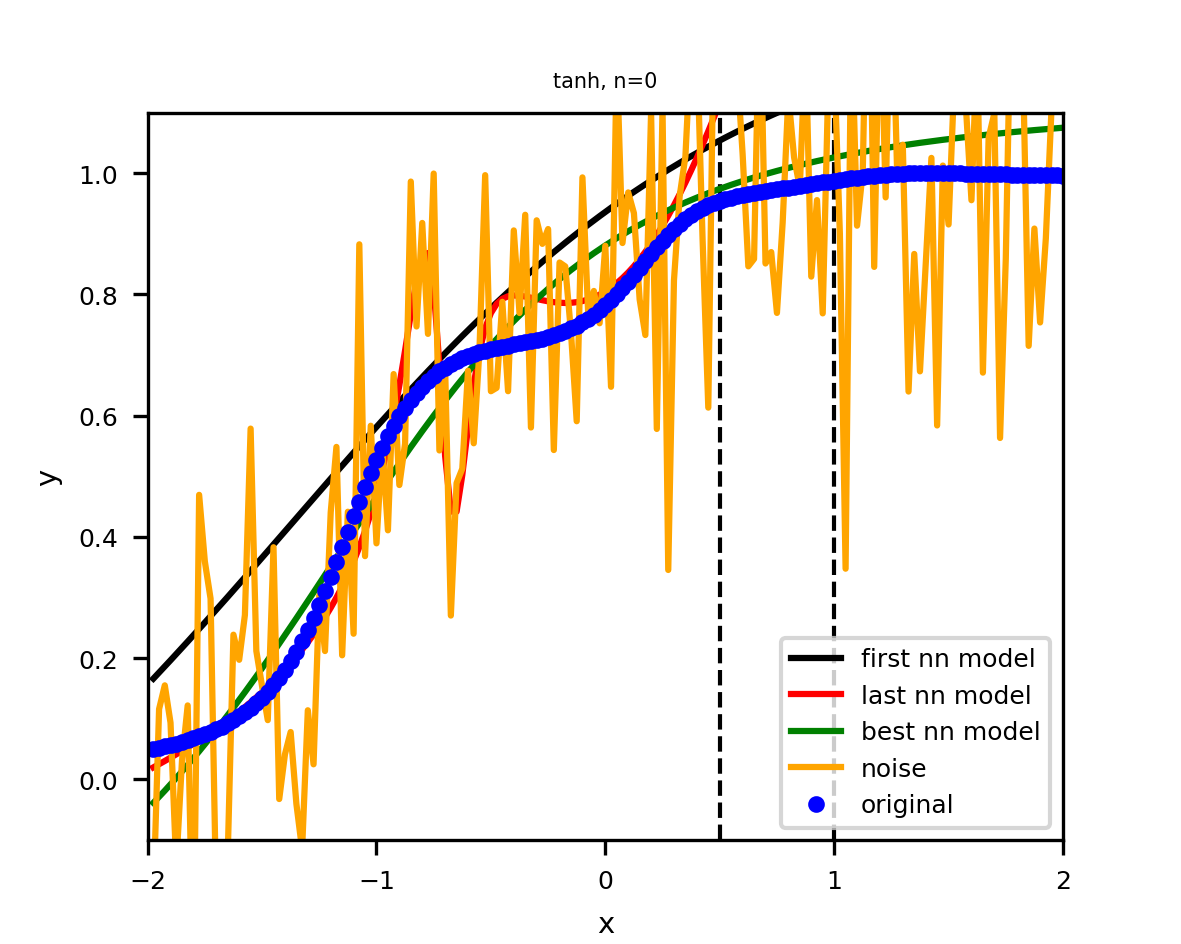 tanh, n=0
1.0
0.8
0.6
0.4
0.2
0.0
y
−2
−1
0
1
2
x
first nn model
last nn model
best nn model
noise
original